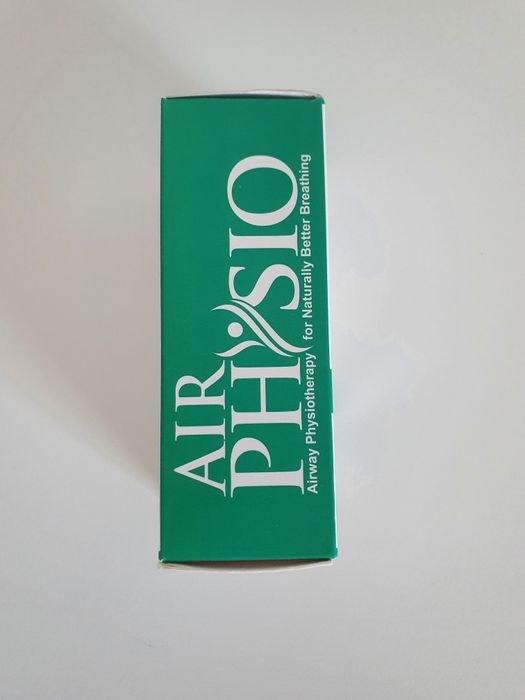 AIR
PHYSIO
Airway Physiotherapy for Naturally Better Breathing